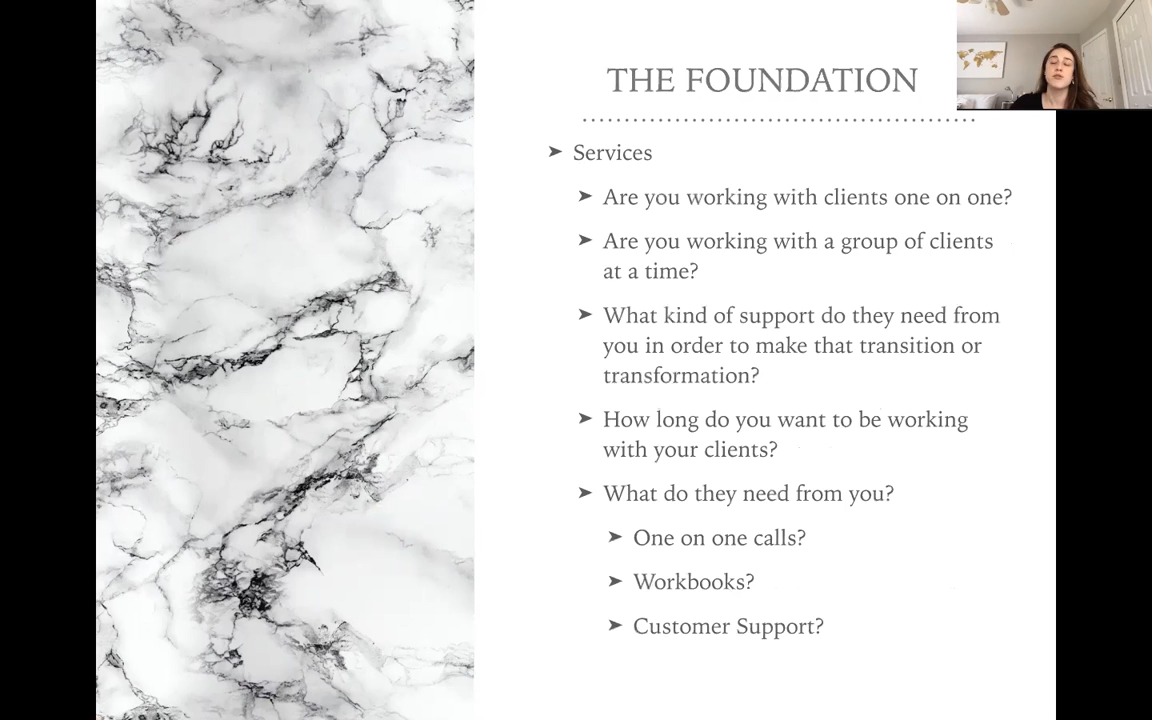 THE FOUNDATION
➤ Services
➤ Are you working with clients one on one?
➤ Are you working with a group of clients
at a time?
➤ What kind of support do they need from
you in order to make that transition or
transformation?
➤ How long do you want to be working
with your clients?
➤ What do they need from you?
➤ One on one calls?
➤ Workbooks?
➤ Customer Support?